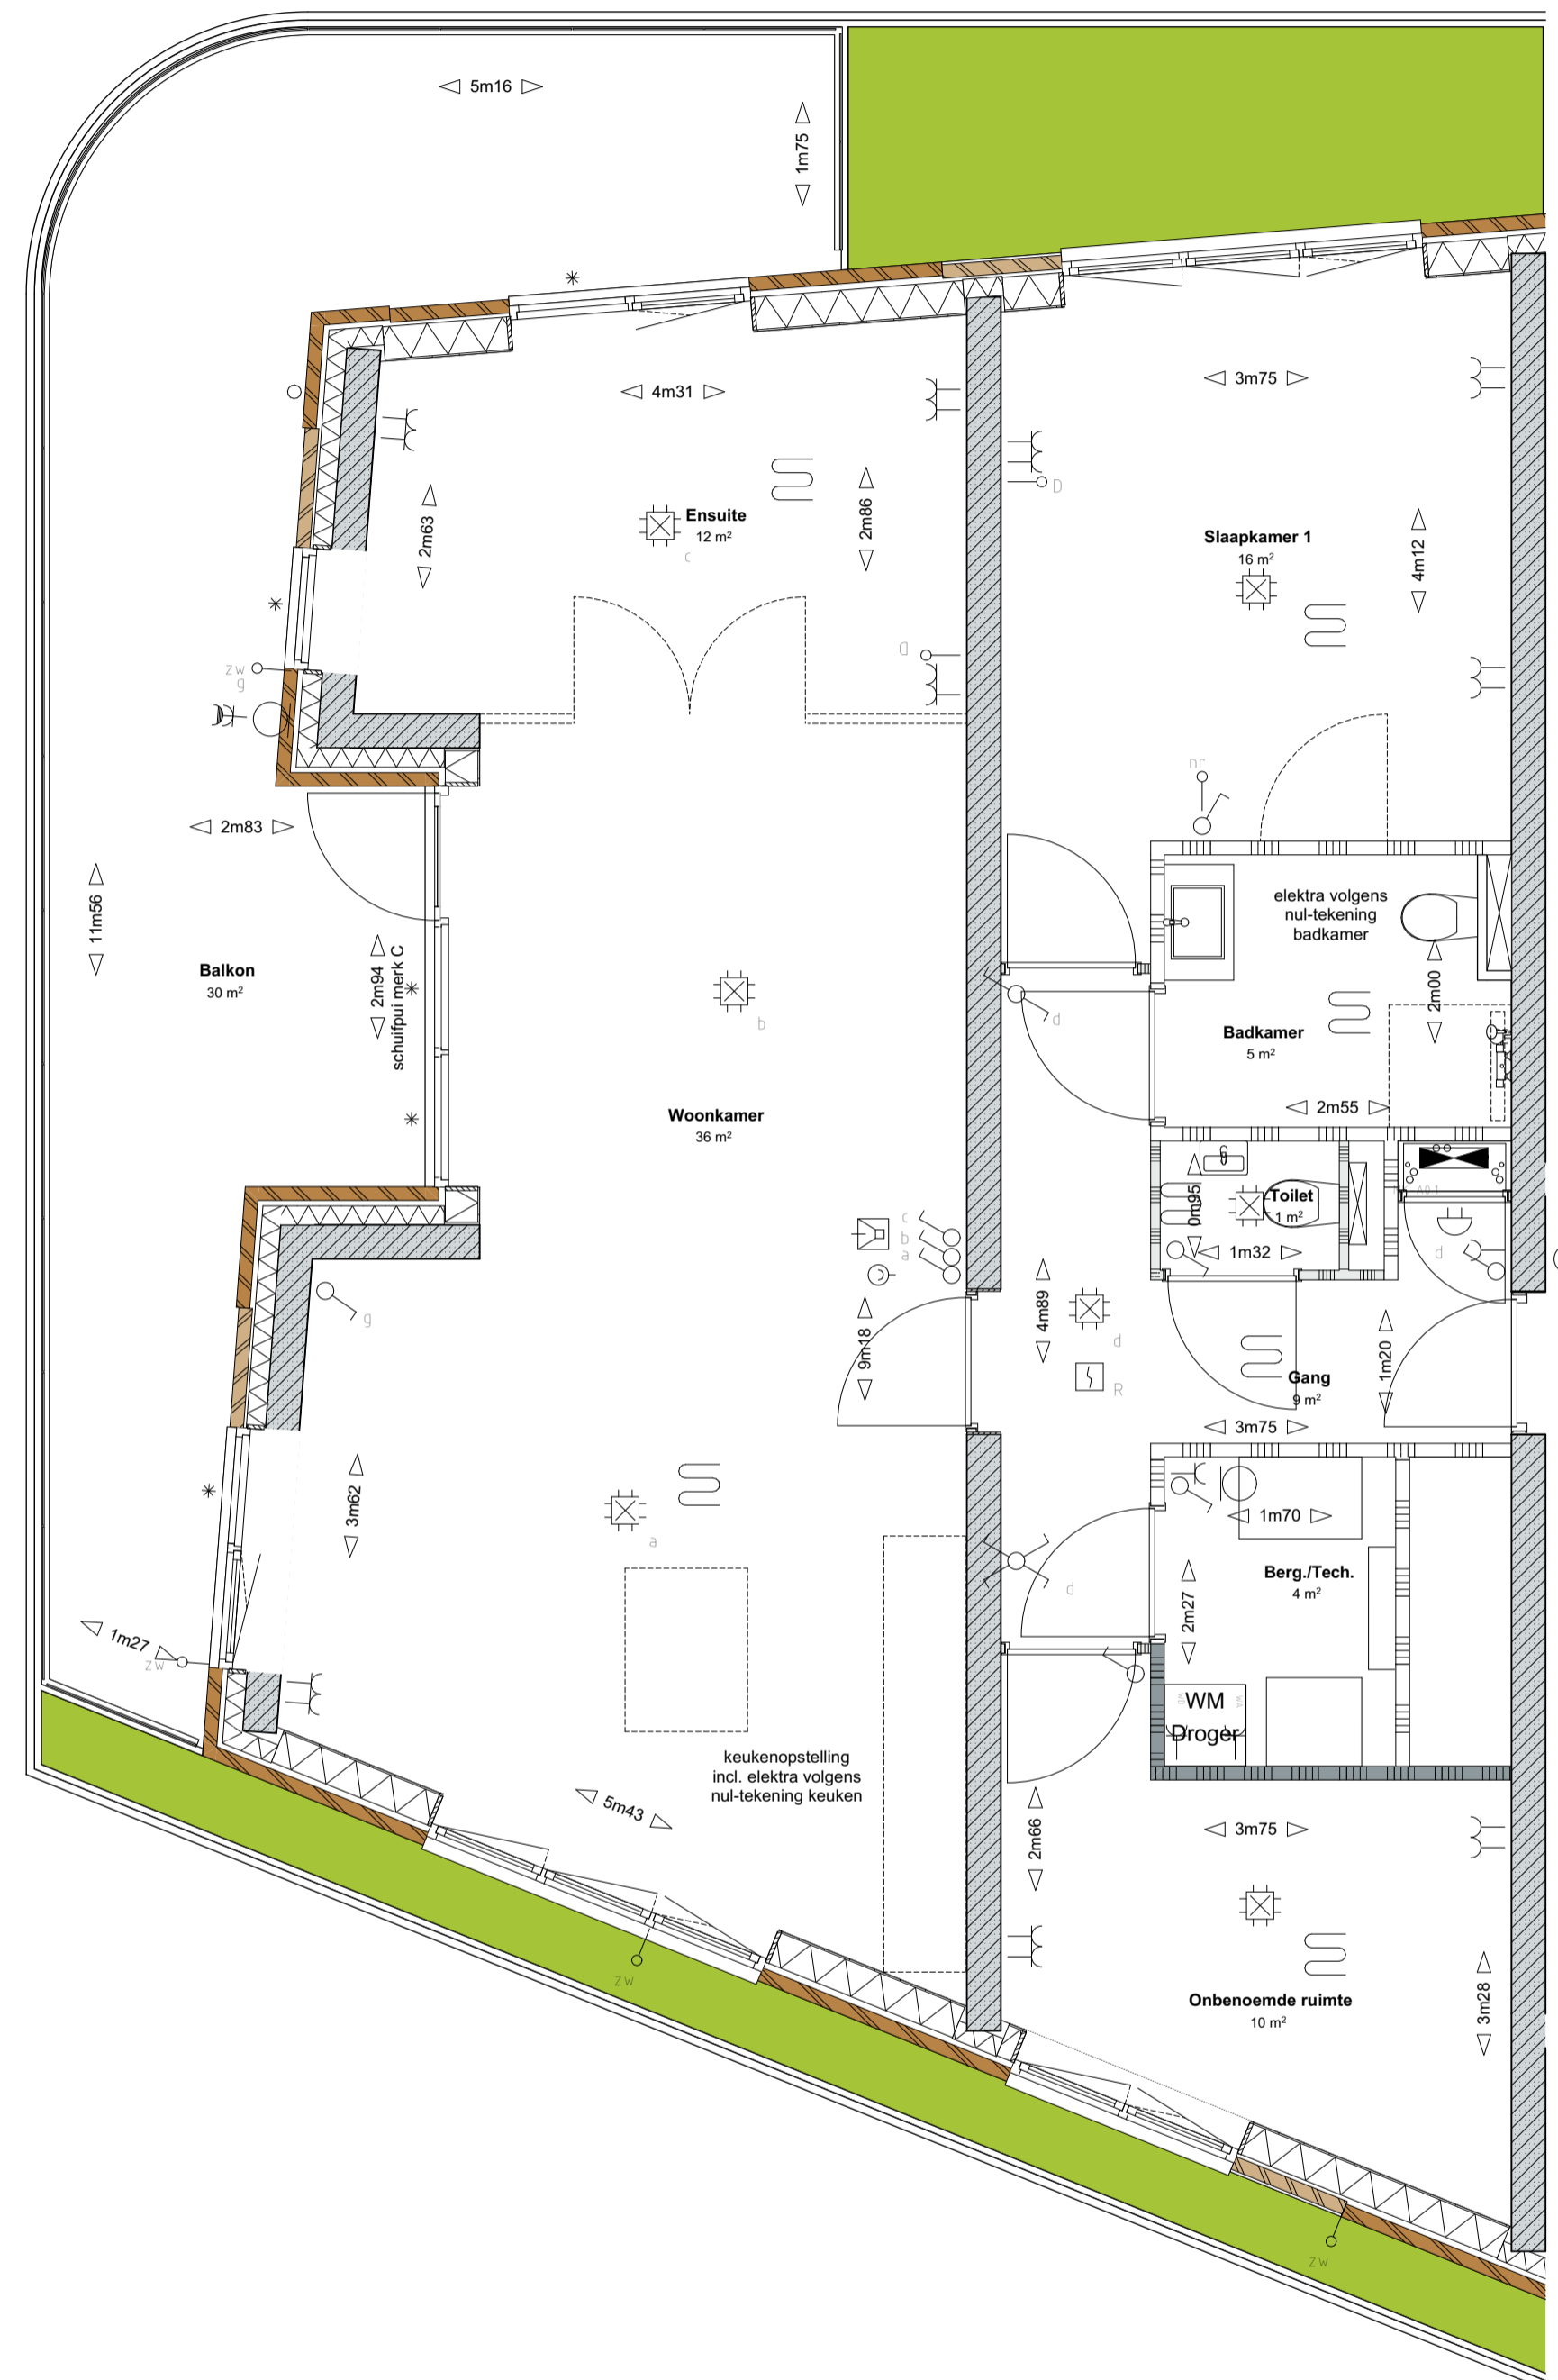 5m16
1m75
4m31
3m75
2m63
Ensuite
12 m²
c
2m86
D
Slaapkamer 1
16 m²
4m12
D
zw
g
nr
2m83
11m56
Balkon
30 m²
2m94
schuifpui merk C
b
Woonkamer
36 m²
elektra volgens
nul-tekening
badkamer
2m00
d
Badkamer
5 m²
2m55
0m95
Toilet
1 m²
1m32
d
c
b
a
g
9m18
4m89
d
R
Gang
9 m²
1m20
3m75
3m62
a
1m70
Berg./Tech.
4 m²
2m27
d
1m27
zw
WM
Droger
keukenopstelling
incl. elektra volgens
nul-tekening keuken
5m43
2m66
3m75
zw
Onbenoemde ruimte
10 m²
3m28
zw